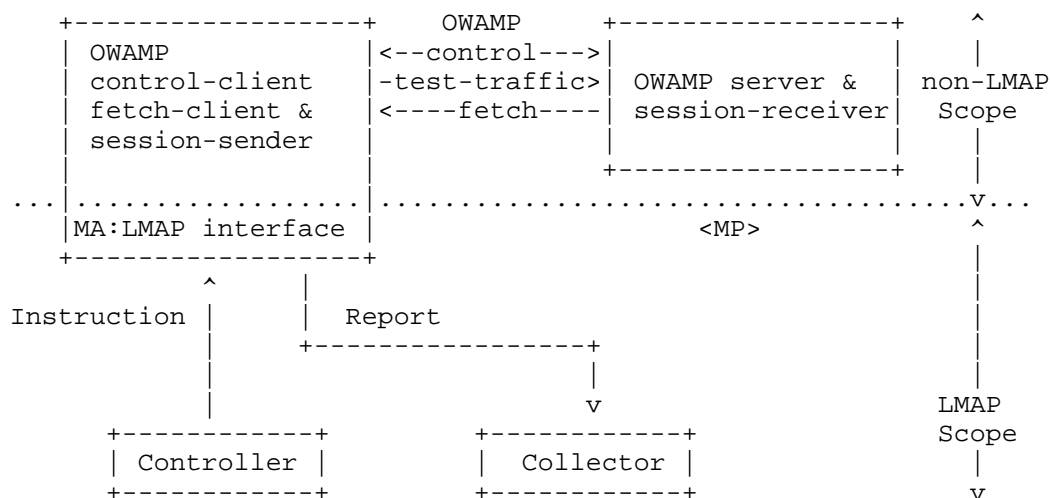 OWAMP
    +------------------+                +-----------------+     ^
    | OWAMP            |<--control--->|                 |     |
    | control-client   |-test-traffic>| OWAMP server &  | non-LMAP
    | fetch-client &   |<----fetch----| session-receiver|  Scope
    | session-sender   |              |                 |     |
    |                  |              +-----------------+     |
...|..................|.....................................v...
    |MA:LMAP interface |                     <MP>             ^
    +------------------+                                      |
             ^     |                                          |
Instruction |     |  Report                                   |
             |     +-----------------+                        |
             |                       |                        |
             |                       v                      LMAP
       +------------+          +------------+               Scope
       | Controller |          |  Collector |                 |
       +------------+          +------------+                 v